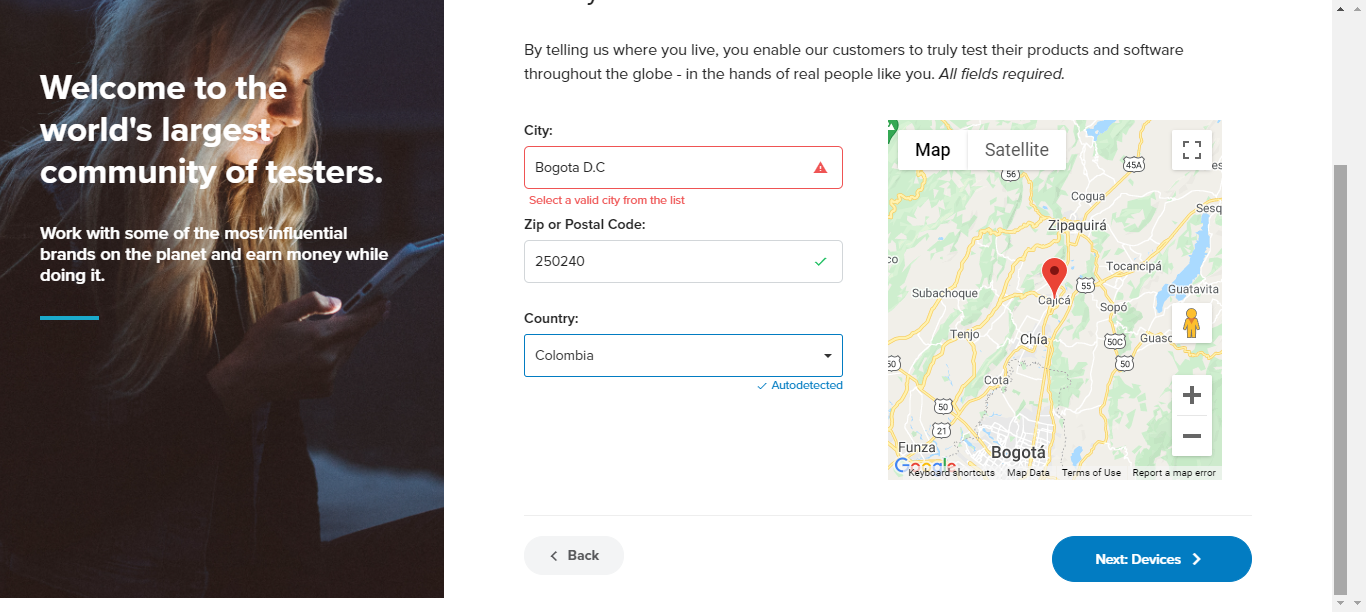 Welcome to the
world's largest
community of testers.
Work with some of the most influential
brands on the planet and earn money while
doing it.
By telling us where you live, you enable our customers to truly test their products and software
throughout the globe - in the hands of real people like you. All fields required.
City:
Bogota D.C
Select a valid city from the list
Zip or Postal Code:
250240
Country:
Colombia
Autodetected
Map
Satellite
45A
56
Cogua
Sesq
Zipaquirá
co
Tocancipá
55
Subachoque
Cajicá
Guatavita
Sopó
Tenjo
Chía
50C
Guasc
50
50
Cota
50
21
Funza
Bogotá
Google
Keyboard shortcuts
Map Data
Terms of Use
Report a map error
Back
Next: Devices